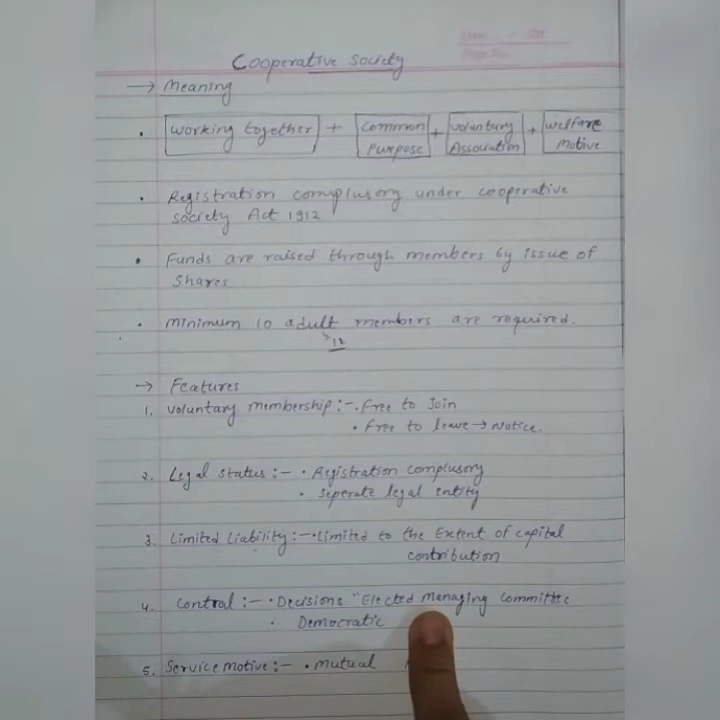 Cooperative society
→ Meaning
• working together + common Purpose + voluntary Association + welfare Motive
• Registration complusory under cooperative
society Act 1912
• Funds are raised through members by issue of
shares
• Minimum 10 adult members are required.
→ Features
1. voluntary membership :- • Free to Join
• Free to leave → Notice.
2. Legal status :- • Registration complusory
• seperate legal entity
3. Limited Liability :- • Limited to the Extent of capital
contribution
4. control :- • Decisions "Elected Managing Committee
• Democratic
5. Service motive :- • mutual